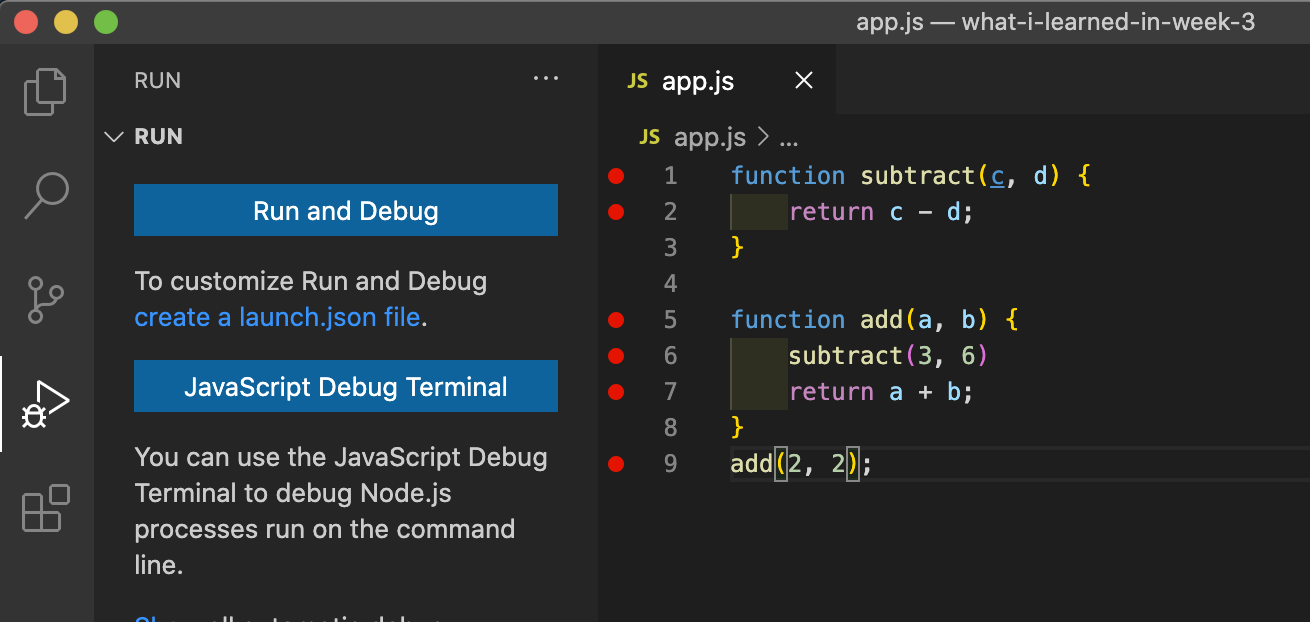 app.js — what-i-learned-in-week-3
RUN
...
RUN
Run and Debug
To customize Run and Debug
create a launch.json file.
JavaScript Debug Terminal
You can use the JavaScript Debug
Terminal to debug Node.js
processes run on the command
line.
JS app.js
JS app.js > ...
1 function subtract(c, d) {
2     return c - d;
3 }
4
5 function add(a, b) {
6     subtract(3, 6)
7     return a + b;
8 }
9 add(2, 2);